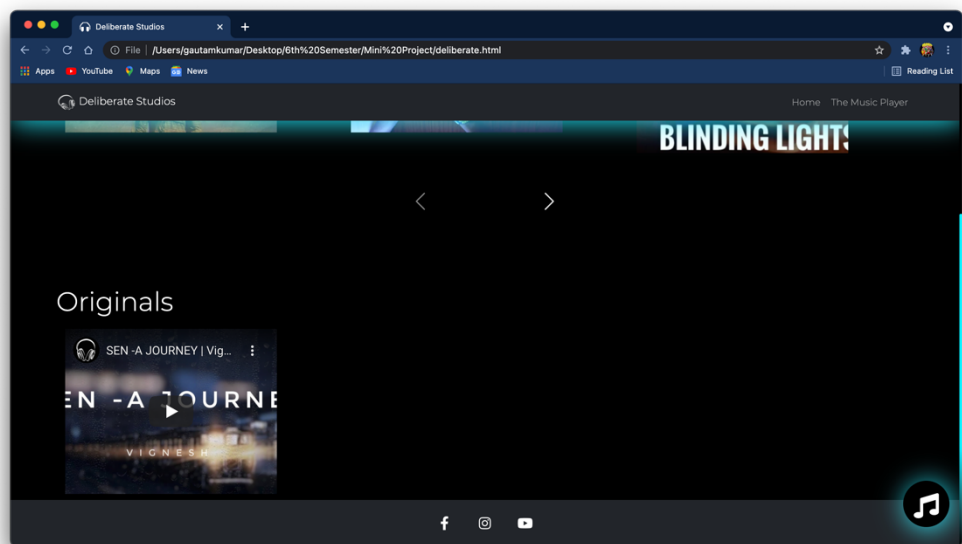 Deliberate Studios
File | /Users/gautamkumar/Desktop/6th%20Semester/Mini%20Project/deliberate.html
Apps YouTube Maps News Reading List
Deliberate Studios Home The Music Player
BLINDING LIGHTS
Originals
SEN -A JOURNEY | Vig...
EN -A JOURNE
VIGNESH